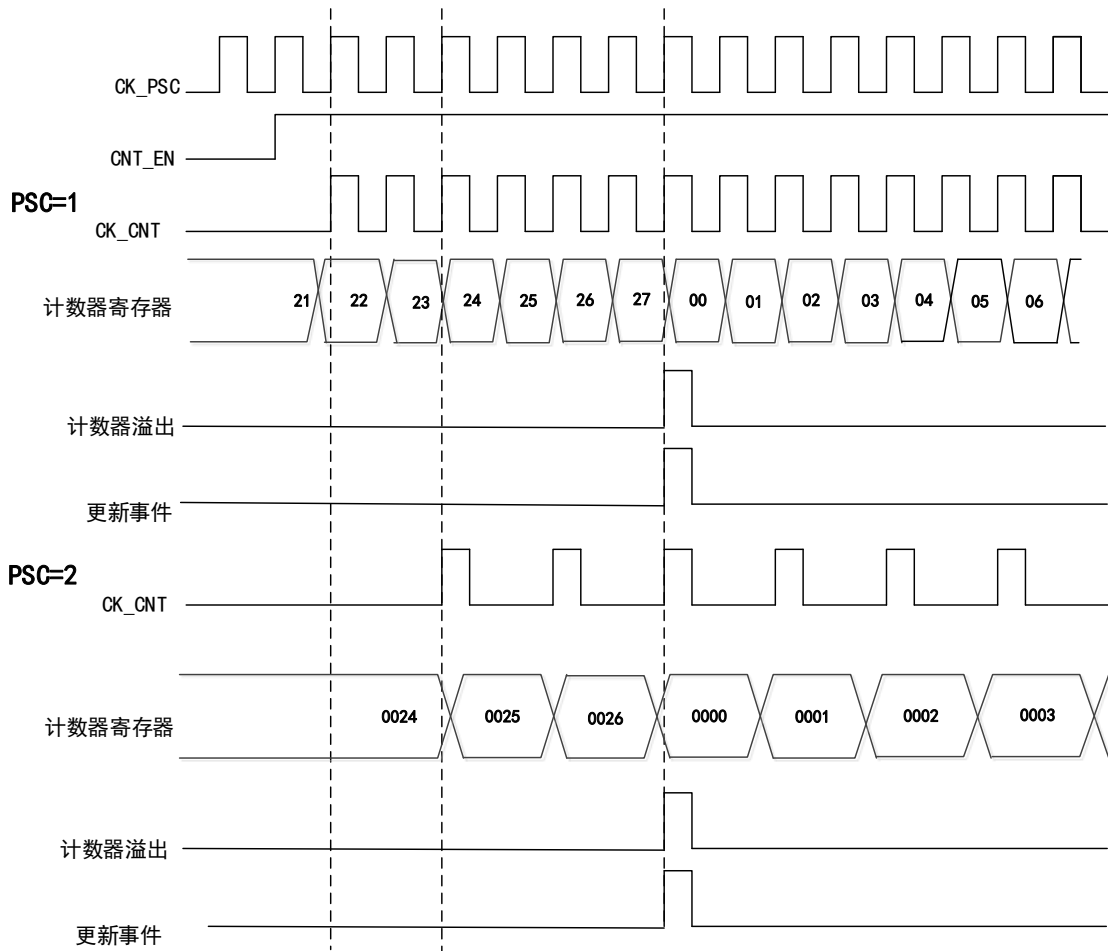 CK_PSC
CNT_EN
PSC=1
CK_CNT
计数器寄存器 21 22 23 24 25 26 27 00 01 02 03 04 05 06
计数器溢出
更新事件
PSC=2
CK_CNT
计数器寄存器 0024 0025 0026 0000 0001 0002 0003
计数器溢出
更新事件